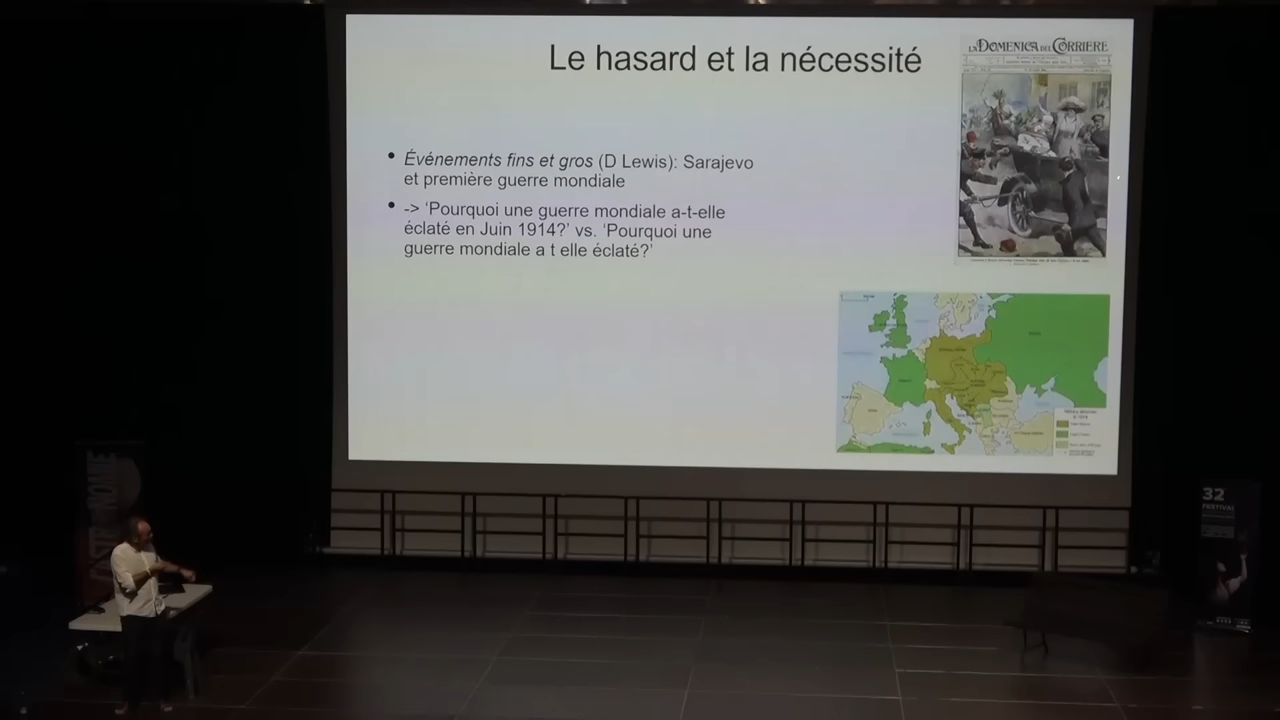 Le hasard et la nécessité
LA DOMENICA DEL CORRIERE
• Événements fins et gros (D Lewis): Sarajevo
et première guerre mondiale
• -> ‘Pourquoi une guerre mondiale a-t-elle
éclaté en Juin 1914?’ vs. ‘Pourquoi une
guerre mondiale a t elle éclaté?’
32
FESTIVAL